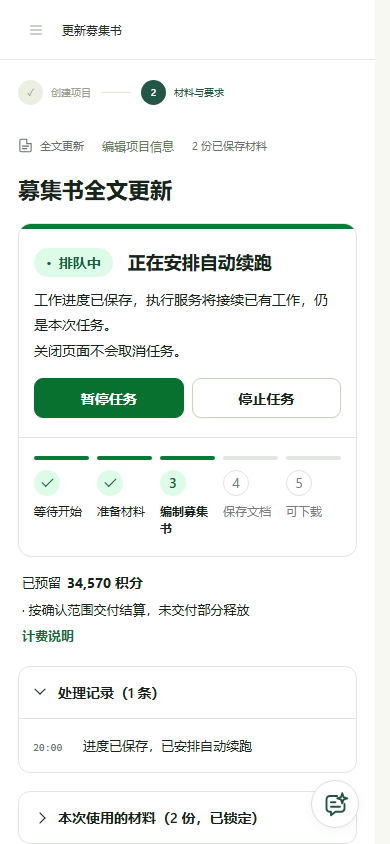 更新募集书
✓ 创建项目 2 材料与要求
全文更新 编辑项目信息 2 份已保存材料
募集书全文更新
· 排队中 正在安排自动续跑
工作进度已保存，执行服务将接续已有工作，仍
是本次任务。
关闭页面不会取消任务。
暂停任务 停止任务
3 4 5
等待开始 准备材料 编制募集 保存文档 可下载
书
已预留 34,570 积分
· 按确认范围交付结算，未交付部分释放
计费说明
处理记录（1 条）
20:00 进度已保存，已安排自动续跑
本次使用的材料（2 份，已锁定）